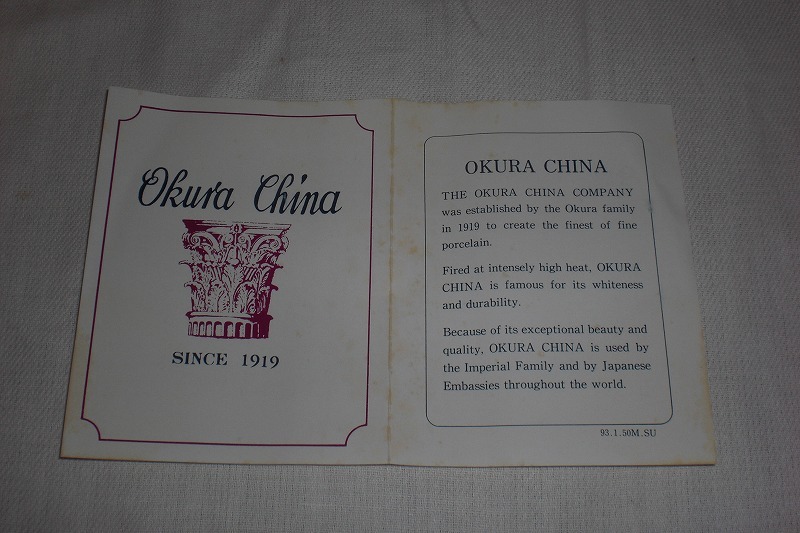 Okura China
SINCE 1919
OKURA CHINA
THE OKURA CHINA COMPANY
was established by the Okura family
in 1919 to create the finest of fine
porcelain.
Fired at intensely high heat, OKURA
CHINA is famous for its whiteness
and durability.
Because of its exceptional beauty and
quality, OKURA CHINA is used by
the Imperial Family and by Japanese
Embassies throughout the world.
93.1.50M.SU